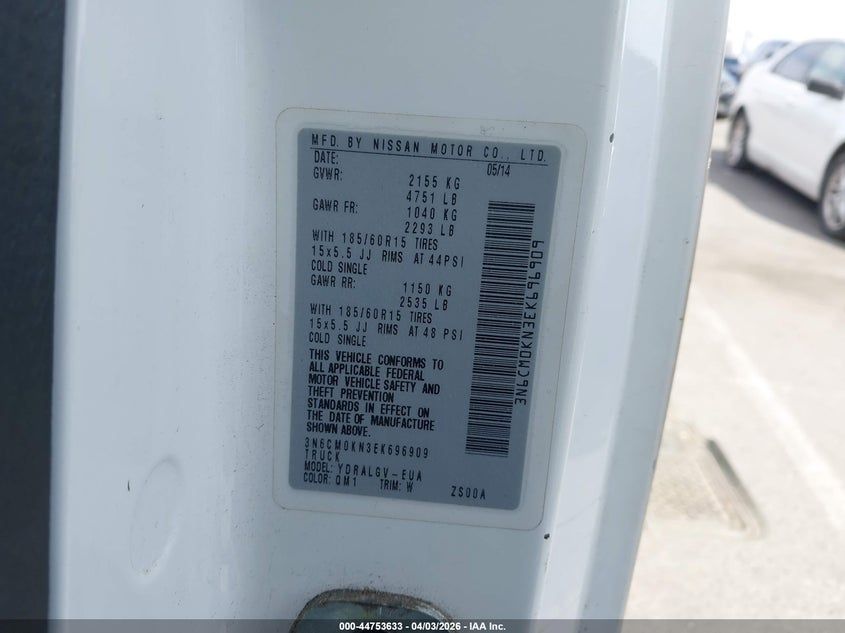 MFD. BY NISSAN MOTOR CO., LTD.
DATE: 05/14
GVWR: 2155 KG
4751 LB
GAWR FR: 1040 KG
2293 LB
WITH 185/60R15 TIRES
15x5.5 JJ RIMS AT 44PSI
COLD SINGLE
GAWR RR: 1150 KG
2535 LB
WITH 185/60R15 TIRES
15x5.5 JJ RIMS AT 48 PSI
COLD SINGLE
THIS VEHICLE CONFORMS TO
ALL APPLICABLE FEDERAL
MOTOR VEHICLE SAFETY AND
THEFT PREVENTION
STANDARDS IN EFFECT ON
THE DATE OF MANUFACTURE
SHOWN ABOVE.
3N6CM0KN3EK696909
TRUCK
MODEL: YDRALGV-EUA
COLOR: QM1 TRIM: W ZS00A
3N6CM0KN3EK696909
000-44753633 - 04/03/2026 - IAA Inc.